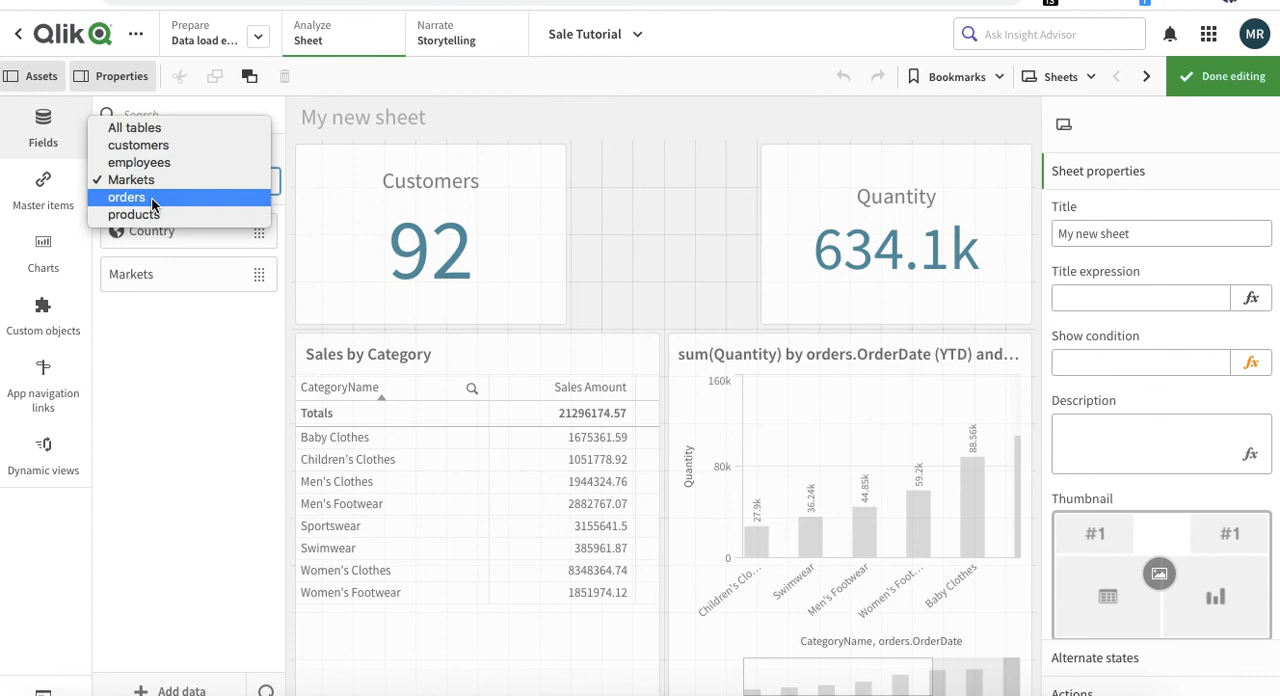 Qlik
Prepare
Data load e...
Analyze
Sheet
Narrate
Storytelling
Sale Tutorial
Ask Insight Advisor
MR
Assets
Properties
Bookmarks
Sheets
Done editing
Fields
Master items
Charts
Custom objects
App navigation
links
Dynamic views
Search
All tables
customers
employees
Markets
orders
products
Country
Markets
Add data
My new sheet
Customers
92
Quantity
634.1k
Sales by Category
CategoryName Sales Amount
Totals 21296174.57
Baby Clothes 1675361.59
Children's Clothes 1051778.92
Men's Clothes 1944324.76
Men's Footwear 2882767.07
Sportswear 3155641.5
Swimwear 385961.87
Women's Clothes 8348364.74
Women's Footwear 1851974.12
sum(Quantity) by orders.OrderDate (YTD) and...
Quantity
160k
80k
0
27.9k
36.24k
44.85k
59.2k
88.56k
Children's Clo...
Swimwear
Men's Footwear
Women's Foot...
Baby Clothes
CategoryName, orders.OrderDate
Sheet properties
Title
My new sheet
Title expression
fx
Show condition
fx
Description
fx
Thumbnail
#1
#1
Alternate states
Actions